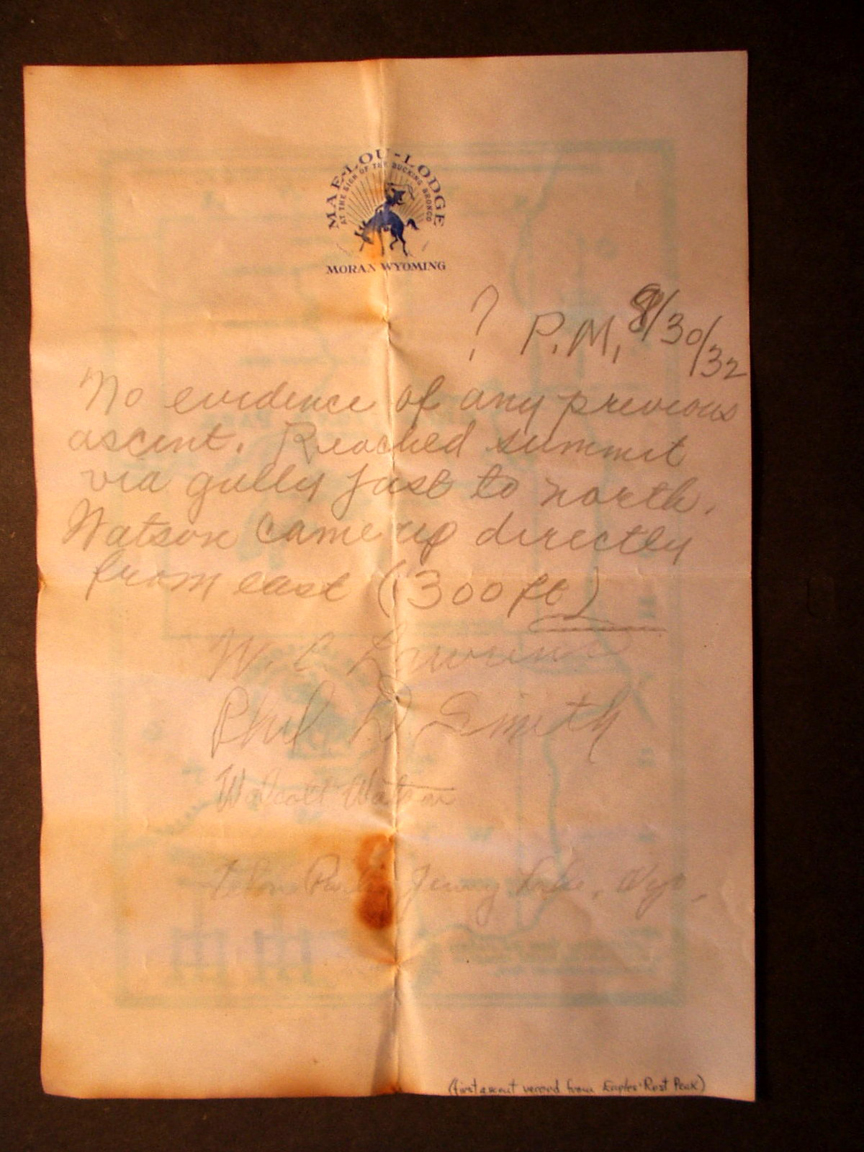 MAE-LOU-LODGE
AT THE SIGN OF THE BUCKING BRONCO
MORAN WYOMING
? P.M. 8/30/32
No evidence of any previous
ascent. Reached summit
via gully just to north.
Watson came up directly
from east (300 ft)
W. C. Lawrence
Phil D. Smith
Wolcott Watson
Jenny Lake, Wyo.
(first ascent record from Eagles Rest Peak)